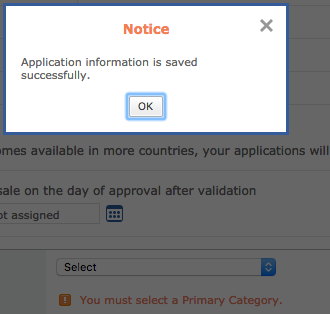 Notice
Application information is saved
successfully.
OK
omes available in more countries, your applications will
sale on the day of approval after validation
ot assigned
Select
You must select a Primary Category.